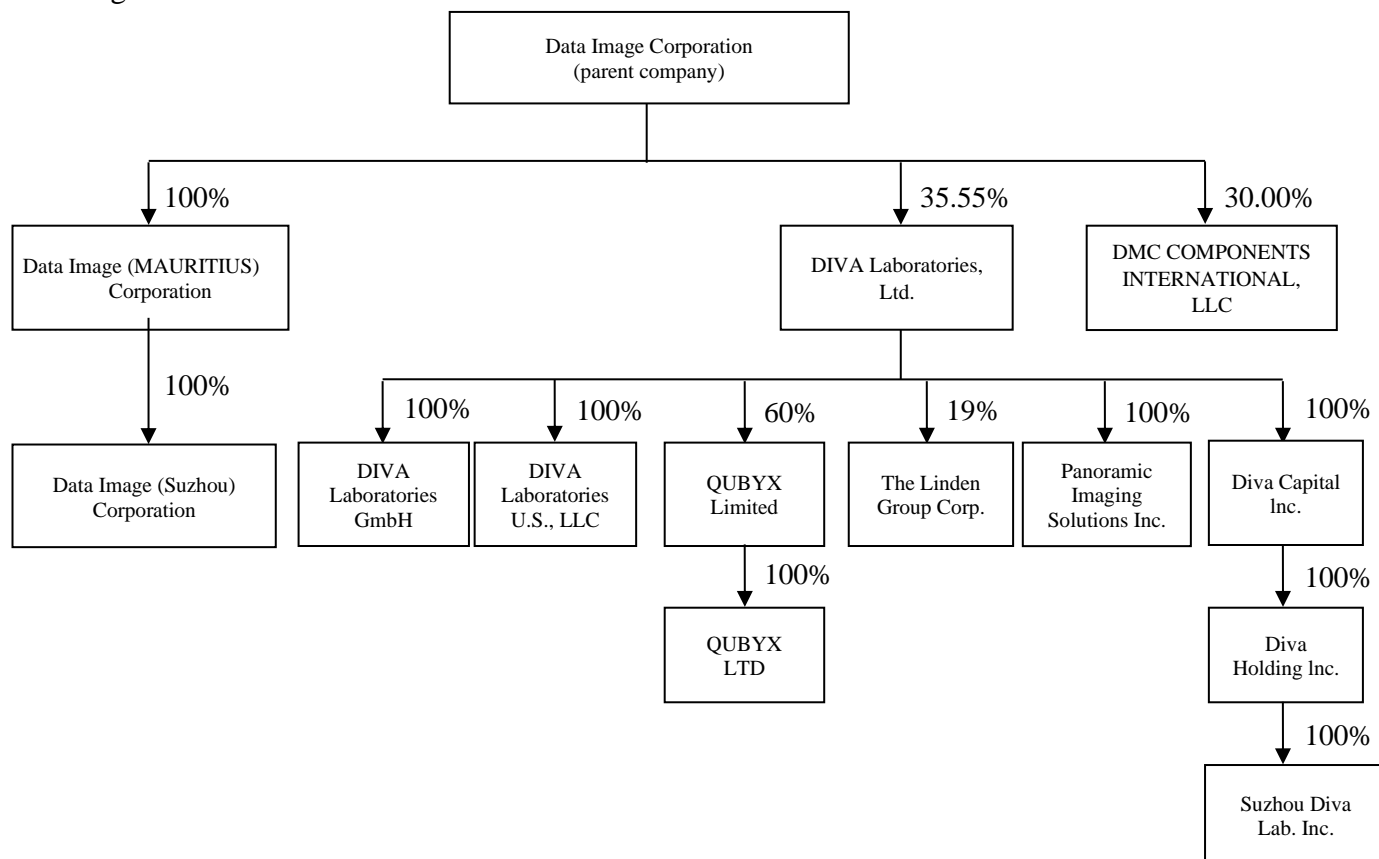 Data Image Corporation
(parent company)
100%
35.55%
30.00%
Data Image (MAURITIUS)
Corporation
DIVA Laboratories,
Ltd.
DMC COMPONENTS
INTERNATIONAL,
LLC
100%
100%
100%
60%
19%
100%
100%
Data Image (Suzhou)
Corporation
DIVA
Laboratories
GmbH
DIVA
Laboratories
U.S., LLC
QUBYX
Limited
The Linden
Group Corp.
Panoramic
Imaging
Solutions Inc.
Diva Capital
lnc.
100%
100%
QUBYX
LTD
Diva
Holding lnc.
100%
Suzhou Diva
Lab. Inc.